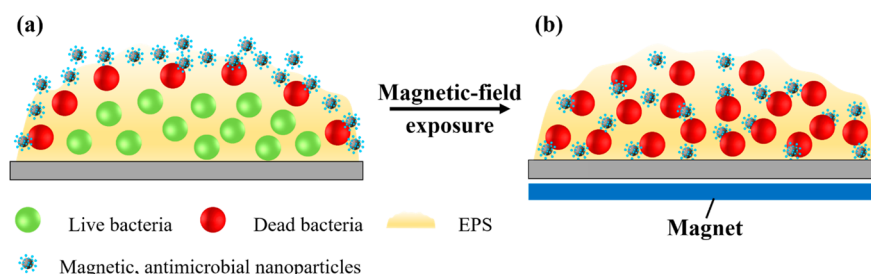 (a)
(b)
Magnetic-field
exposure
Magnet
Live bacteria
Dead bacteria
EPS
Magnetic, antimicrobial nanoparticles